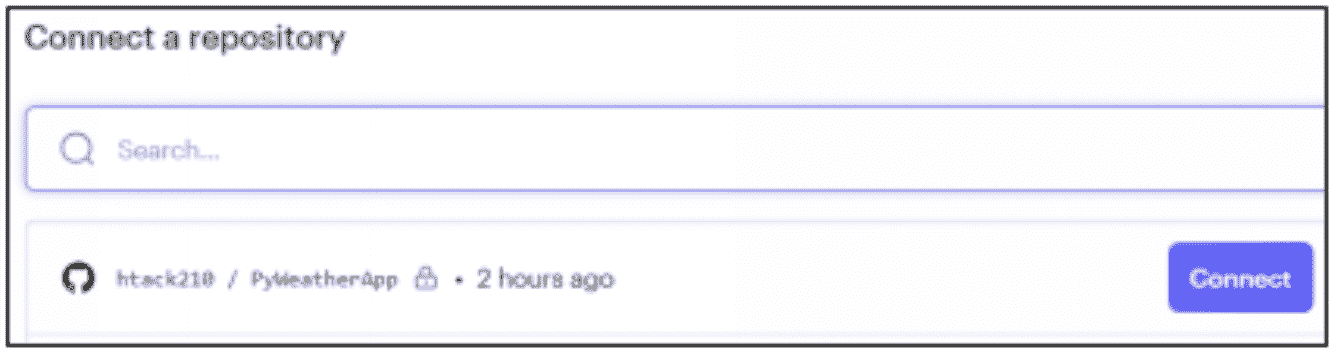 Connect a repository
Search...
htack210 / PyWeatherApp • 2 hours ago
Connect